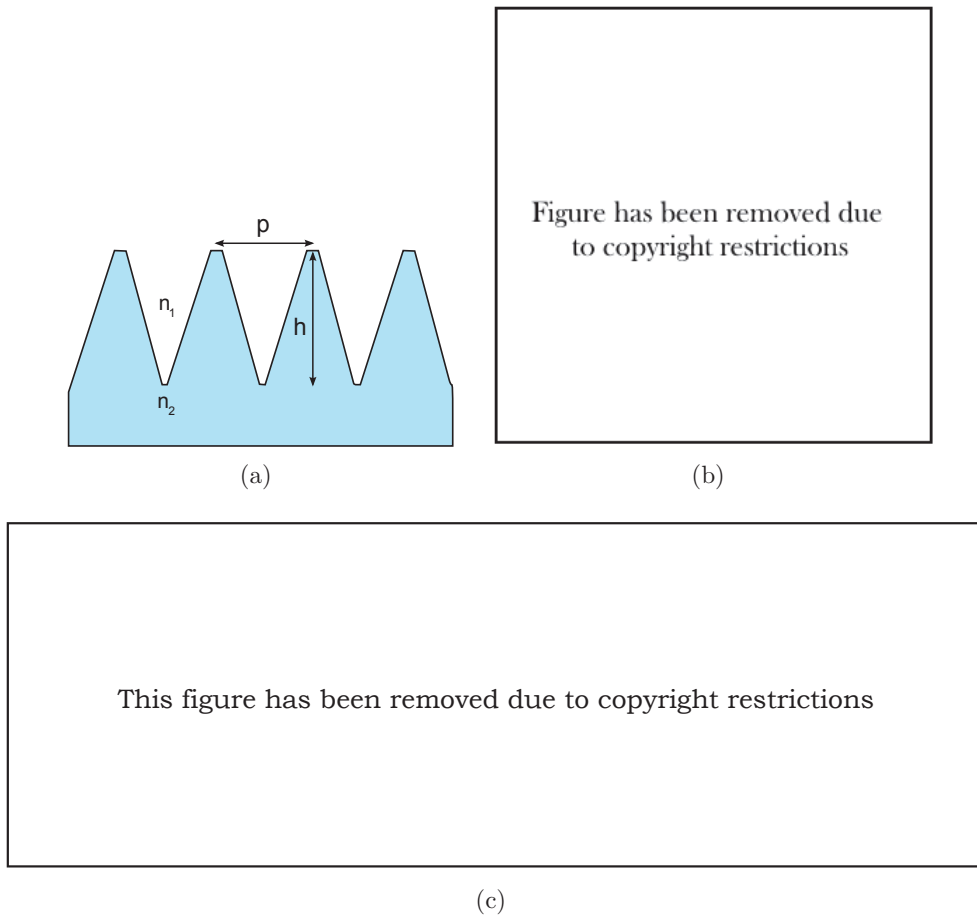 p
n₁
h
n₂
(a)
Figure has been removed due
to copyright restrictions
(b)
This figure has been removed due to copyright restrictions
(c)